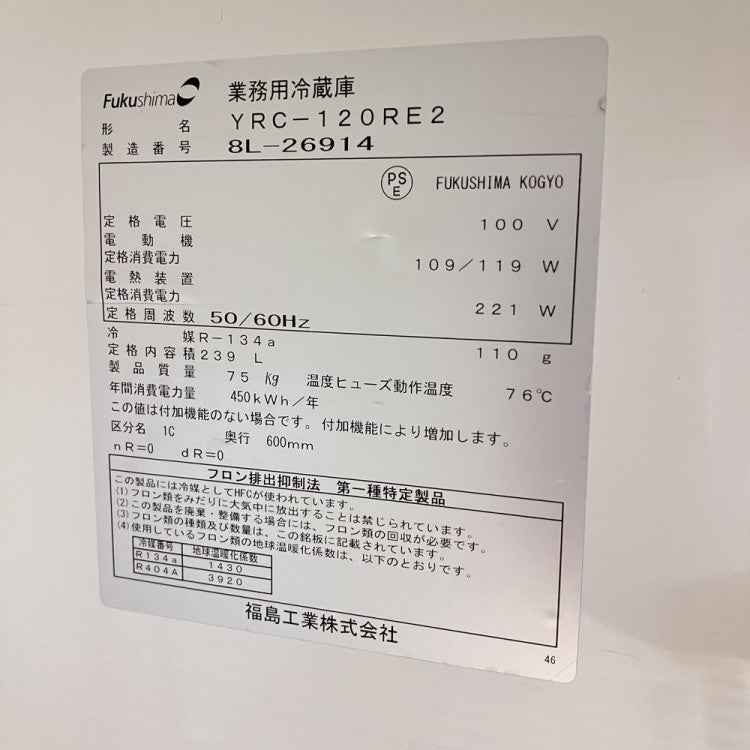 Fukushima 業務用冷蔵庫
形名 YRC-120RE2
製造番号 8L-26914
PS E FUKUSHIMA KOGYO
定格電圧 100 V
電動機
定格消費電力 109/119 W
電熱装置
定格消費電力 221 W
定格周波数 50/60Hz
冷媒 R-134a 110 g
定格内容積 239 L
製品質量 75 Kg 温度ヒューズ動作温度 76℃
年間消費電力量 450kWh/年
この値は付加機能のない場合です。付加機能により増加します。
区分名 1C 奥行 600mm
nR=0 dR=0
フロン排出抑制法 第一種特定製品
この製品には冷媒としてHFCが使われています。
(1)フロン類をみだりに大気中に放出することは禁じられています。
(2)この製品を廃棄・整備する場合には、フロン類の回収が必要です。
(3)フロン類の種類及び数量は、この銘板に記載されています。
(4)使用しているフロン類の地球温暖化係数は、以下のとおりです。
冷媒番号 地球温暖化係数
R134a 1430
R404A 3920
福島工業株式会社
46